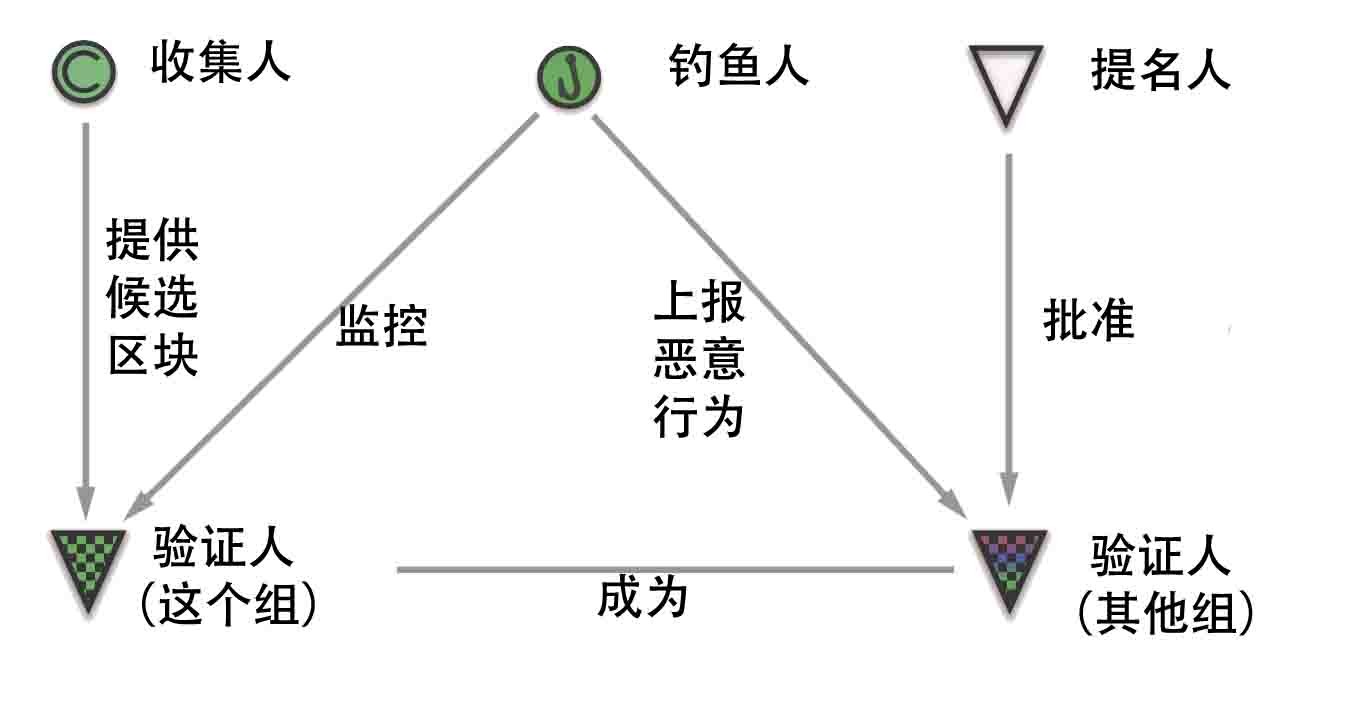 收集人
钓鱼人
提名人
提供
候选
区块
监控
上报
恶意
行为
批准
验证人
(这个组)
成为
验证人
(其他组)